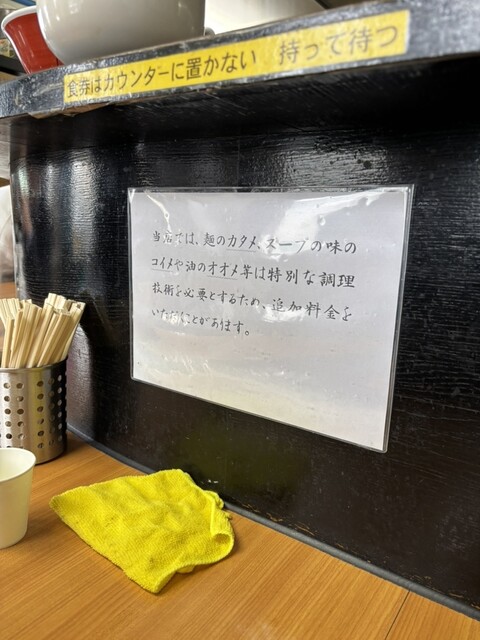 食券はカウンターに置かない　持って待つ
当店では、麺のカタメ、スープの味の
コイメや油のオオメ等は特別な調理
技術を必要とするため、追加料金を
いただくことがあります。